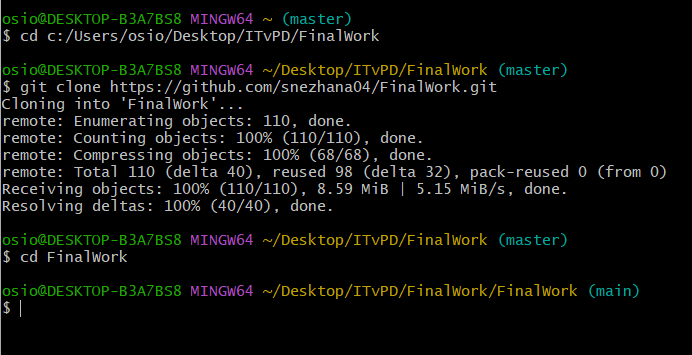 osio@DESKTOP-B3A7BS8 MINGW64 ~ (master)
$ cd c:/Users/osio/Desktop/ITvPD/FinalWork
osio@DESKTOP-B3A7BS8 MINGW64 ~/Desktop/ITvPD/FinalWork (master)
$ git clone https://github.com/snezhana04/FinalWork.git
Cloning into 'FinalWork'...
remote: Enumerating objects: 110, done.
remote: Counting objects: 100% (110/110), done.
remote: Compressing objects: 100% (68/68), done.
remote: Total 110 (delta 40), reused 98 (delta 32), pack-reused 0 (from 0)
Receiving objects: 100% (110/110), 8.59 MiB | 5.15 MiB/s, done.
Resolving deltas: 100% (40/40), done.
osio@DESKTOP-B3A7BS8 MINGW64 ~/Desktop/ITvPD/FinalWork (master)
$ cd FinalWork
osio@DESKTOP-B3A7BS8 MINGW64 ~/Desktop/ITvPD/FinalWork/FinalWork (main)
$